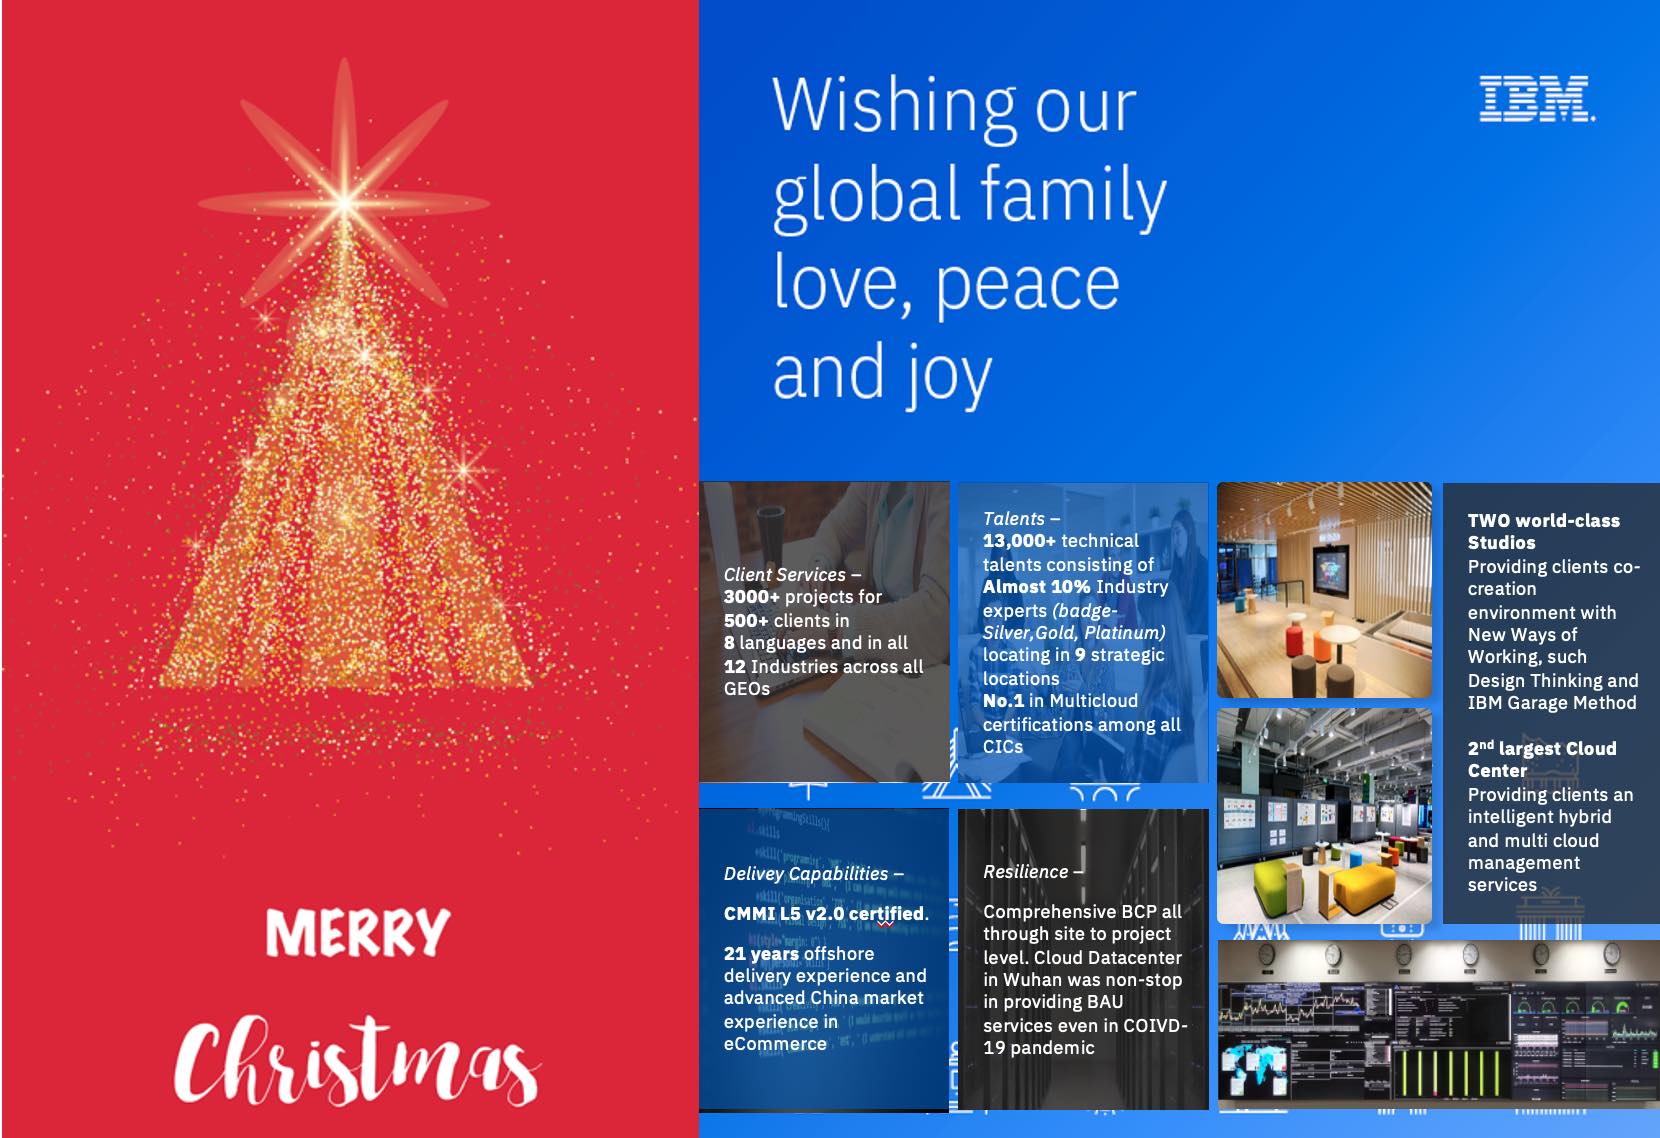 MERRY
Christmas
Wishing our
global family
love, peace
and joy
IBM.
Client Services –
3000+ projects for
500+ clients in
8 languages and in all
12 Industries across all
GEOs
Talents –
13,000+ technical
talents consisting of
Almost 10% Industry
experts (badge-
Silver,Gold, Platinum)
locating in 9 strategic
locations
No.1 in Multicloud
certifications among all
CICs
TWO world-class
Studios
Providing clients co-
creation
environment with
New Ways of
Working, such
Design Thinking and
IBM Garage Method
2nd largest Cloud
Center
Providing clients an
intelligent hybrid
and multi cloud
management
services
Delivey Capabilities –
CMMI L5 v2.0 certified.
21 years offshore
delivery experience and
advanced China market
experience in
eCommerce
Resilience –
Comprehensive BCP all
through site to project
level. Cloud Datacenter
in Wuhan was non-stop
in providing BAU
services even in COIVD-
19 pandemic